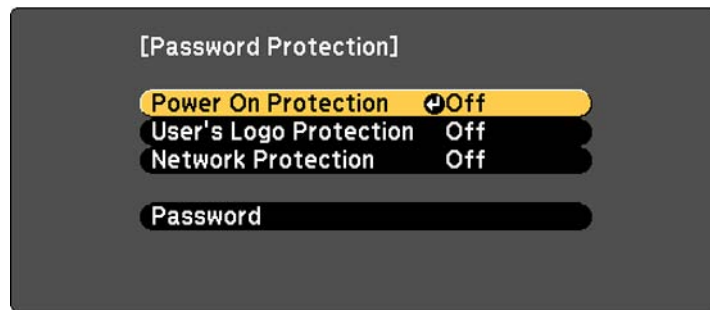 [Password Protection]
Power On Protection Off
User's Logo Protection Off
Network Protection Off
Password